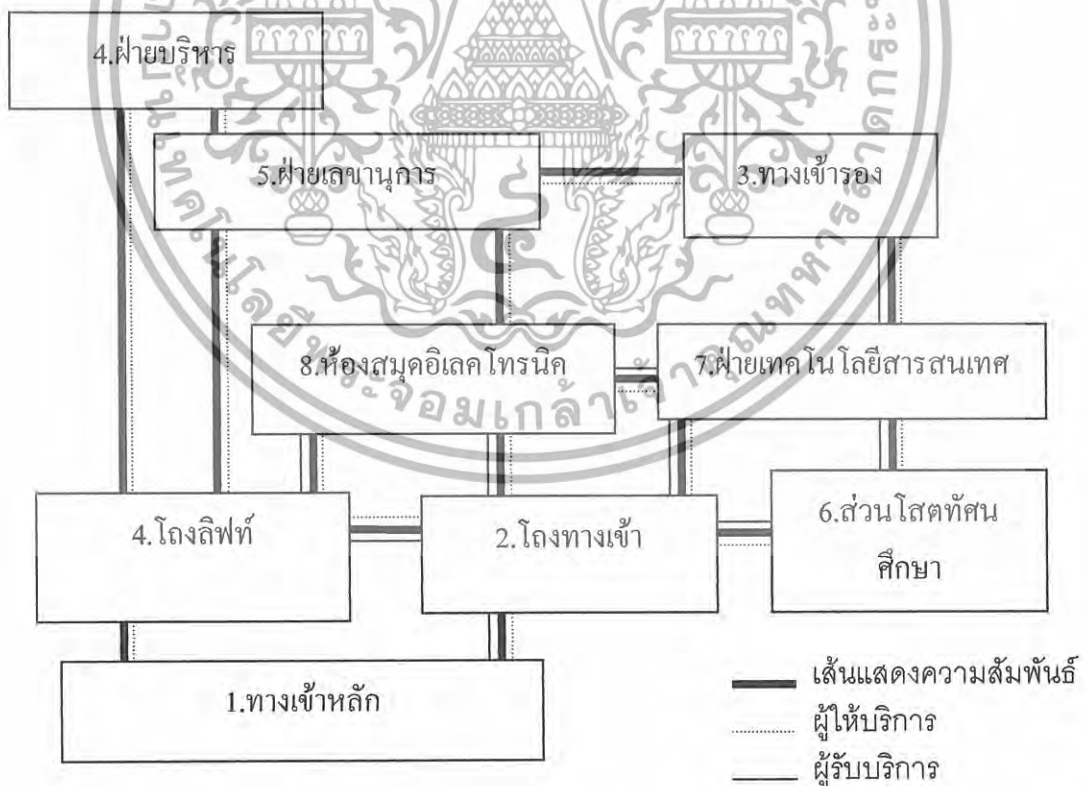 4.ฝ่ายบริหาร
5.ฝ่ายเลขานุการ
3.ทางเข้ารอง
8.ห้องสมุดอิเลคโทรนิค
7.ฝ่ายเทคโนโลยีสารสนเทศ
4.โถงลิฟท์
2.โถงทางเข้า
6.ส่วนโสตทัศน
ศึกษา
1.ทางเข้าหลัก
เส้นแสดงความสัมพันธ์
ผู้ให้บริการ
ผู้รับบริการ